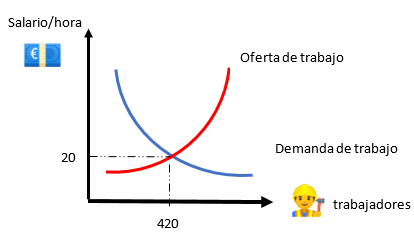 Salario/hora
Oferta de trabajo
Demanda de trabajo
20
trabajadores
420